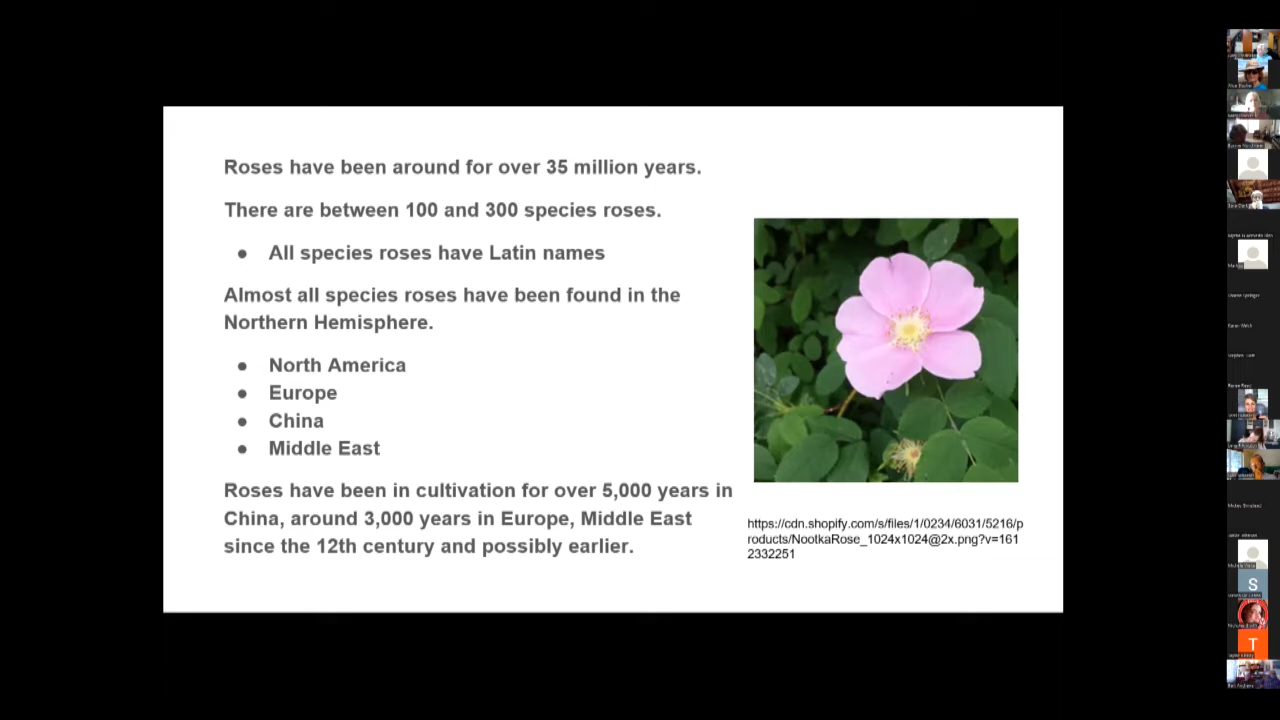 Roses have been around for over 35 million years.
There are between 100 and 300 species roses.
● All species roses have Latin names
Almost all species roses have been found in the
Northern Hemisphere.
● North America
● Europe
● China
● Middle East
Roses have been in cultivation for over 5,000 years in
China, around 3,000 years in Europe, Middle East
since the 12th century and possibly earlier.
https://cdn.shopify.com/s/files/1/0234/6031/5216/p
roducts/NootkaRose_1024x1024@2x.png?v=161
2332251
S
T